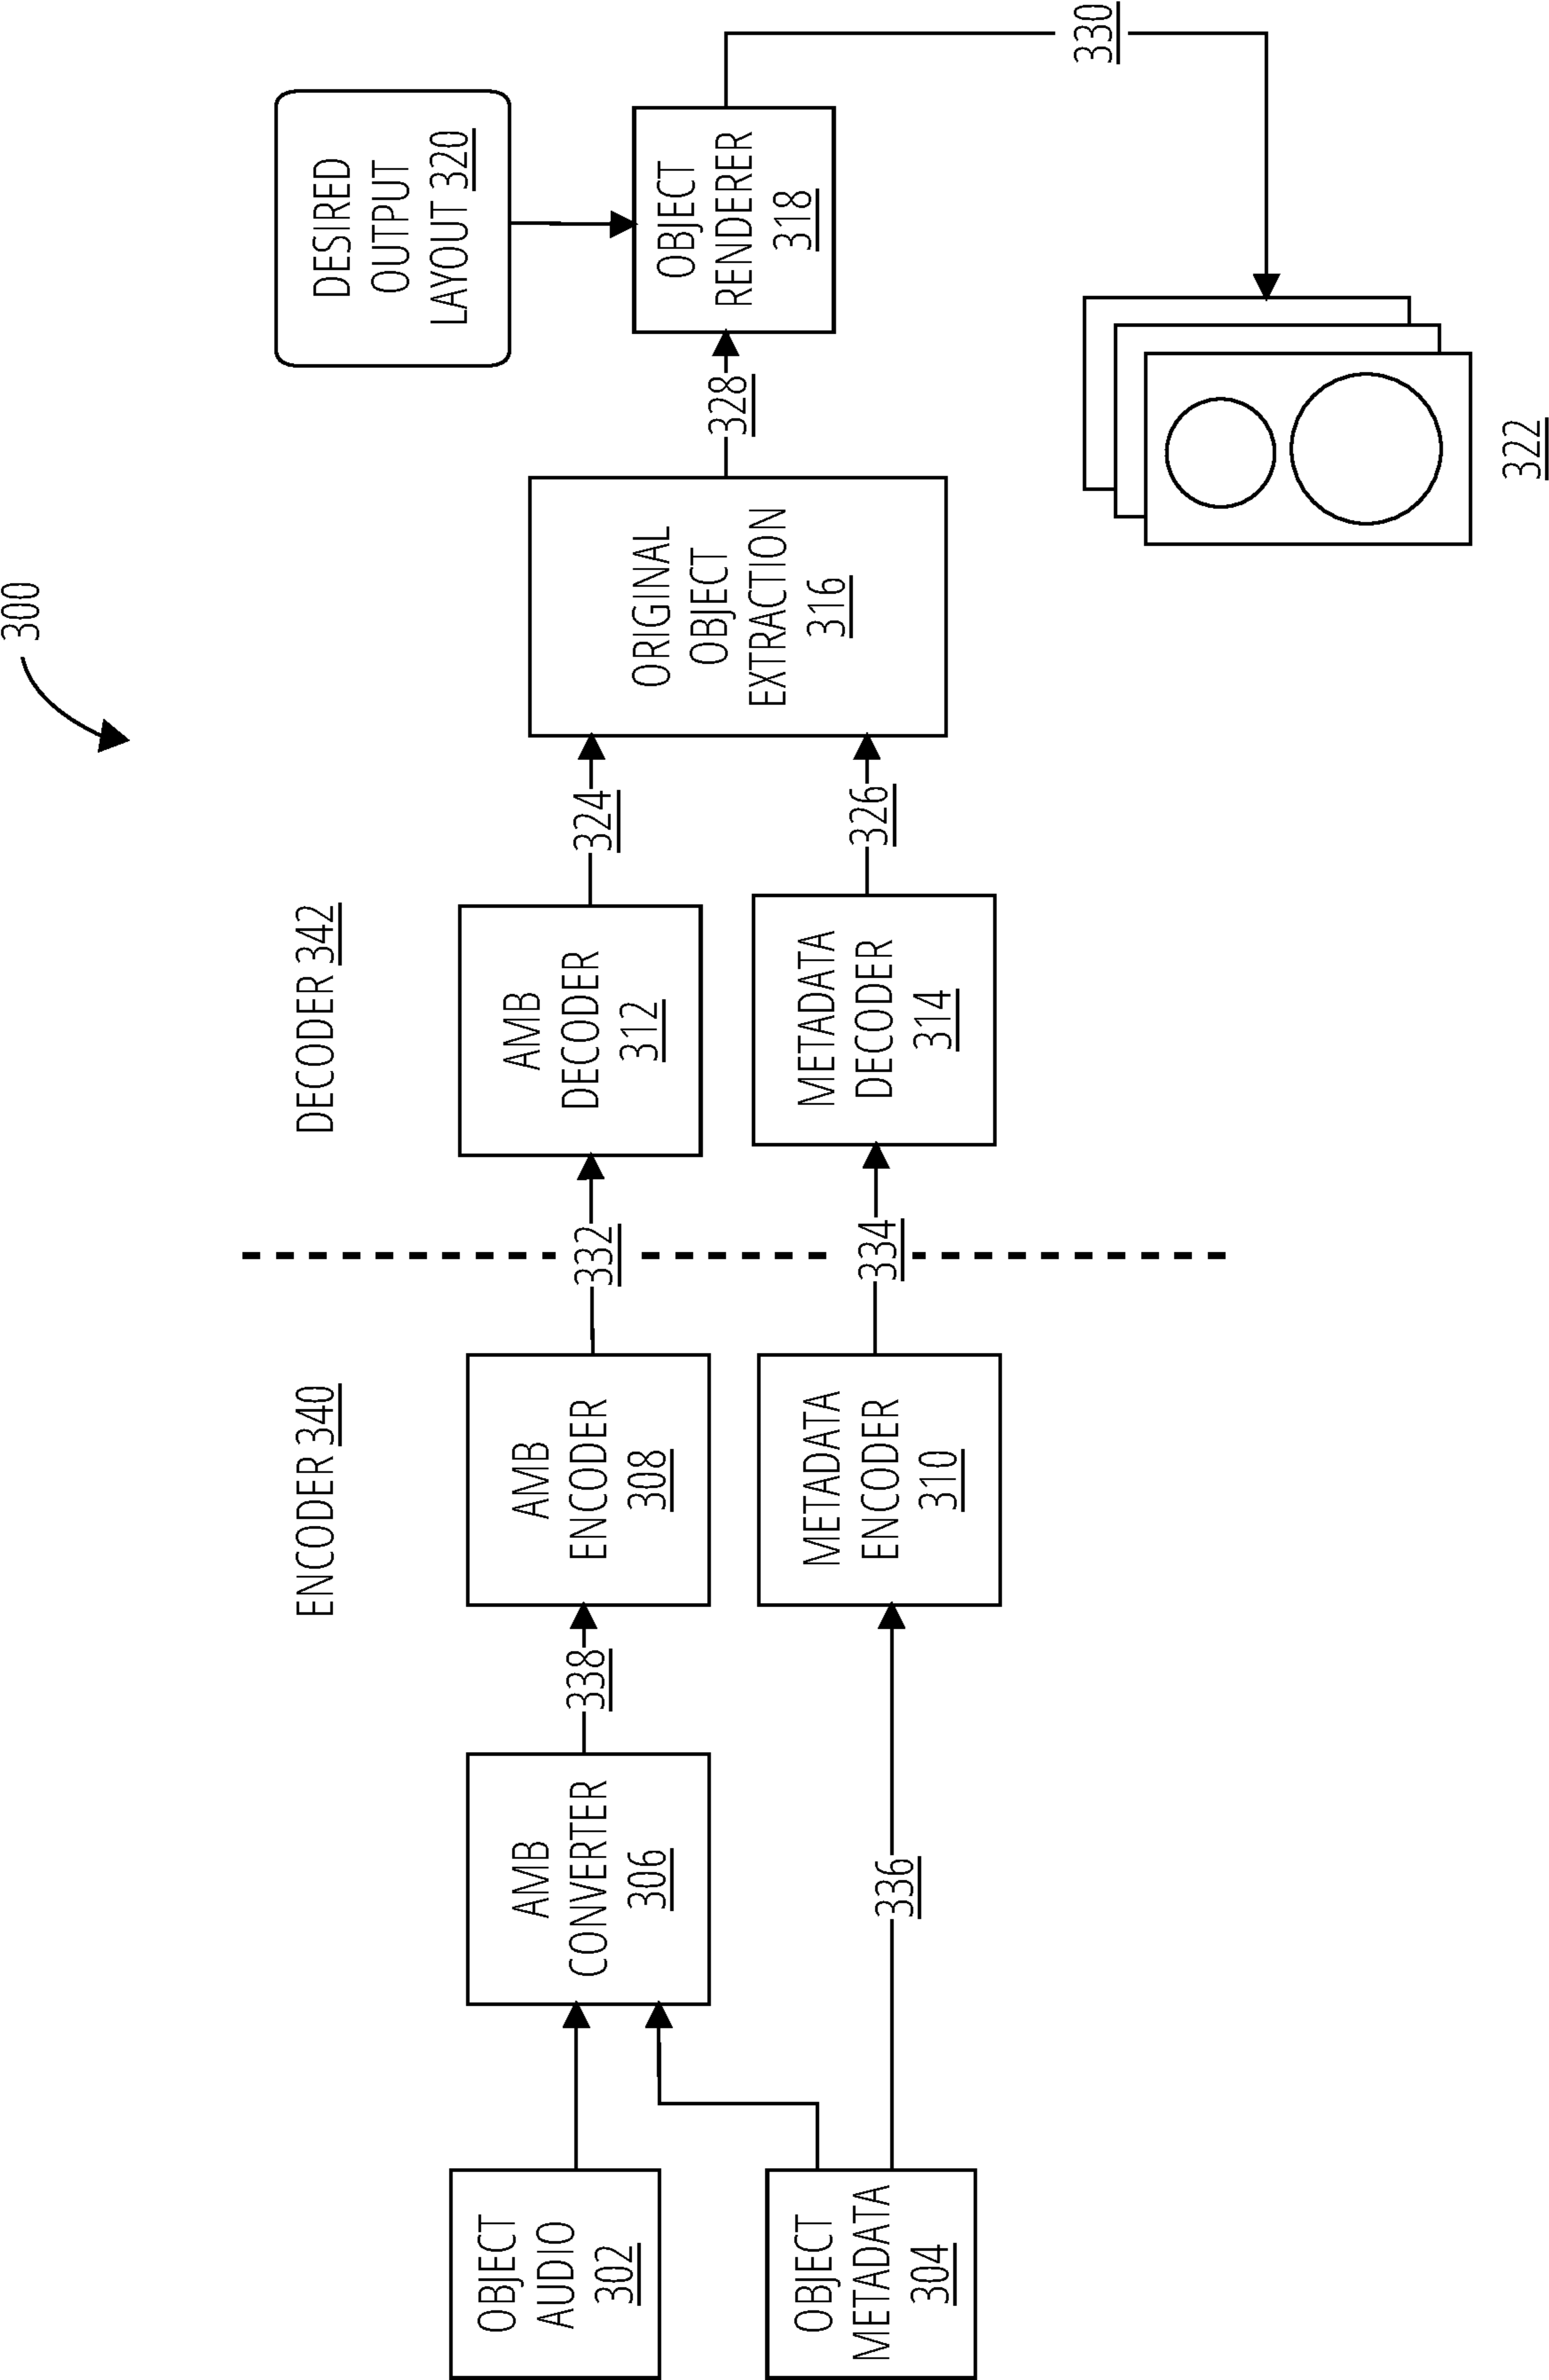 300
ENCODER 340
DECODER 342
OBJECT
AUDIO
302
OBJECT
METADATA
304
AMB
CONVERTER
306
336
338
AMB
ENCODER
308
METADATA
ENCODER
310
332
334
AMB
DECODER
312
METADATA
DECODER
314
324
326
ORIGINAL
OBJECT
EXTRACTION
316
328
DESIRED
OUTPUT
LAYOUT 320
OBJECT
RENDERER
318
330
322